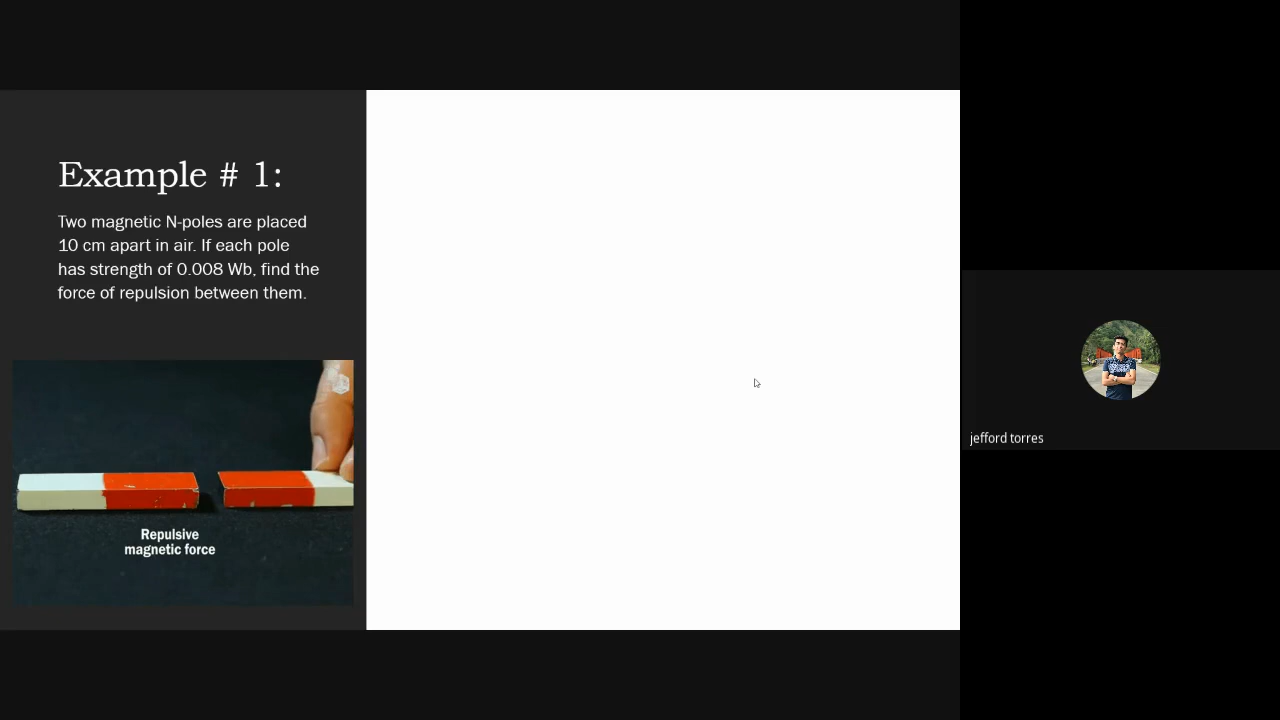 Example # 1:
Two magnetic N-poles are placed
10 cm apart in air. If each pole
has strength of 0.008 Wb, find the
force of repulsion between them.
Repulsive
magnetic force
jefford torres